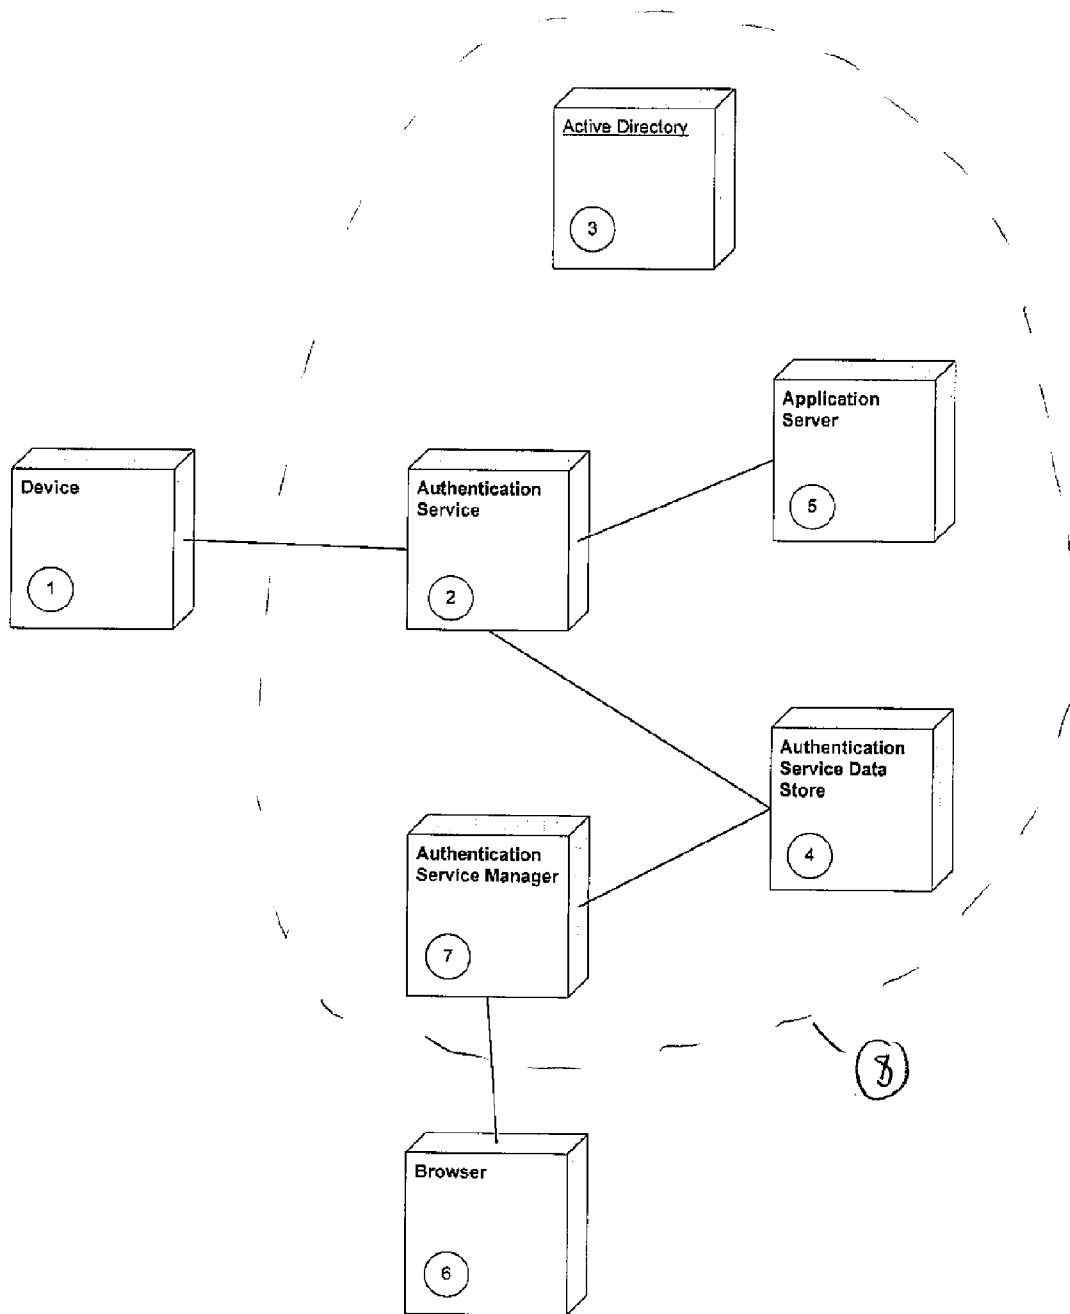 Active Directory
3
Application
Server
5
Device
1
Authentication
Service
2
Authentication
Service Data
Store
4
Authentication
Service Manager
7
8
Browser
6